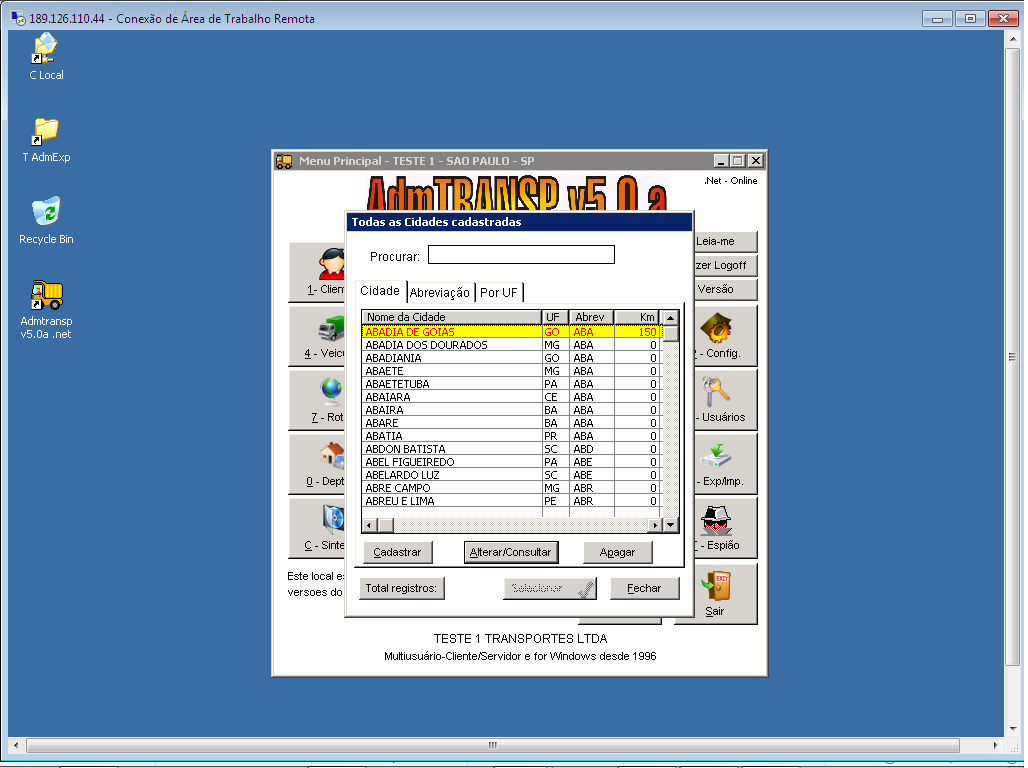 189.126.110.44 - Conexão de Área de Trabalho Remota
C Local
T AdmExp
Recycle Bin
Admtransp
v5.0a .net
Menu Principal - TESTE 1 - SAO PAULO - SP
AdmTRANSP v5.0.a
.Net - Online
Todas as Cidades cadastradas
Procurar:
Cidade Abreviação Por UF
Nome da Cidade UF Abrev Km
ABADIA DE GOIAS GO ABA 150
ABADIA DOS DOURADOS MG ABA 0
ABADIANIA GO ABA 0
ABAETE MG ABA 0
ABAETETUBA PA ABA 0
ABAIARA CE ABA 0
ABAIRA BA ABA 0
ABARE BA ABA 0
ABATIA PR ABA 0
ABDON BATISTA SC ABD 0
ABEL FIGUEIREDO PA ABE 0
ABELARDO LUZ SC ABE 0
ABRE CAMPO MG ABR 0
ABREU E LIMA PE ABR 0
Cadastrar Alterar/Consultar Apagar
Total registros: Selecionar Fechar
1- Clien
4 - Veicu
7 - Rot
0 - Dept
C - Sinte
Leia-me
zer Logoff
Versão
- Config.
- Usuários
- Exp/Imp.
- Espião
Sair
Este local e
versoes do
TESTE 1 TRANSPORTES LTDA
Multiusuário-Cliente/Servidor e for Windows desde 1996